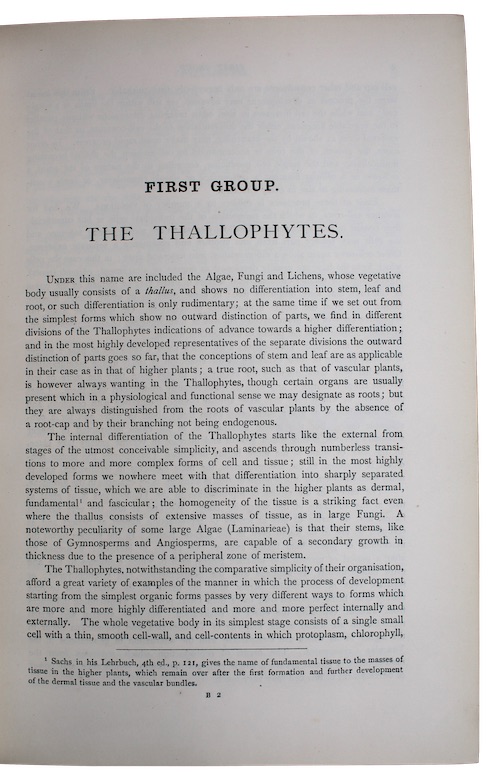 FIRST GROUP.
THE THALLOPHYTES.
UNDER this name are included the Algae, Fungi and Lichens, whose vegetative
body usually consists of a thallus, and shows no differentiation into stem, leaf and
root, or such differentiation is only rudimentary; at the same time if we set out from
the simplest forms which show no outward distinction of parts, we find in different
divisions of the Thallophytes indications of advance towards a higher differentiation;
and in the most highly developed representatives of the separate divisions the outward
distinction of parts goes so far, that the conceptions of stem and leaf are as applicable
in their case as in that of higher plants; a true root, such as that of vascular plants,
is however always wanting in the Thallophytes, though certain organs are usually
present which in a physiological and functional sense we may designate as roots; but
they are always distinguished from the roots of vascular plants by the absence of
a root-cap and by their branching not being endogenous.
The internal differentiation of the Thallophytes starts like the external from
stages of the utmost conceivable simplicity, and ascends through numberless transi-
tions to more and more complex forms of cell and tissue; still in the most highly
developed forms we nowhere meet with that differentiation into sharply separated
systems of tissue, which we are able to discriminate in the higher plants as dermal,
fundamental¹ and fascicular; the homogeneity of the tissue is a striking fact even
where the thallus consists of extensive masses of tissue, as in large Fungi. A
noteworthy peculiarity of some large Algae (Laminarieae) is that their stems, like
those of Gymnosperms and Angiosperms, are capable of a secondary growth in
thickness due to the presence of a peripheral zone of meristem.
The Thallophytes, notwithstanding the comparative simplicity of their organisation,
afford a great variety of examples of the manner in which the process of development
starting from the simplest organic forms passes by very different ways to forms which
are more and more highly differentiated and more and more perfect internally and
externally. The whole vegetative body in its simplest stage consists of a single small
cell with a thin, smooth cell-wall, and cell-contents in which protoplasm, chlorophyll,
¹ Sachs in his Lehrbuch, 4th ed., p. 121, gives the name of fundamental tissue to the masses of
tissue in the higher plants, which remain over after the first formation and further development
of the dermal tissue and the vascular bundles.
B 2